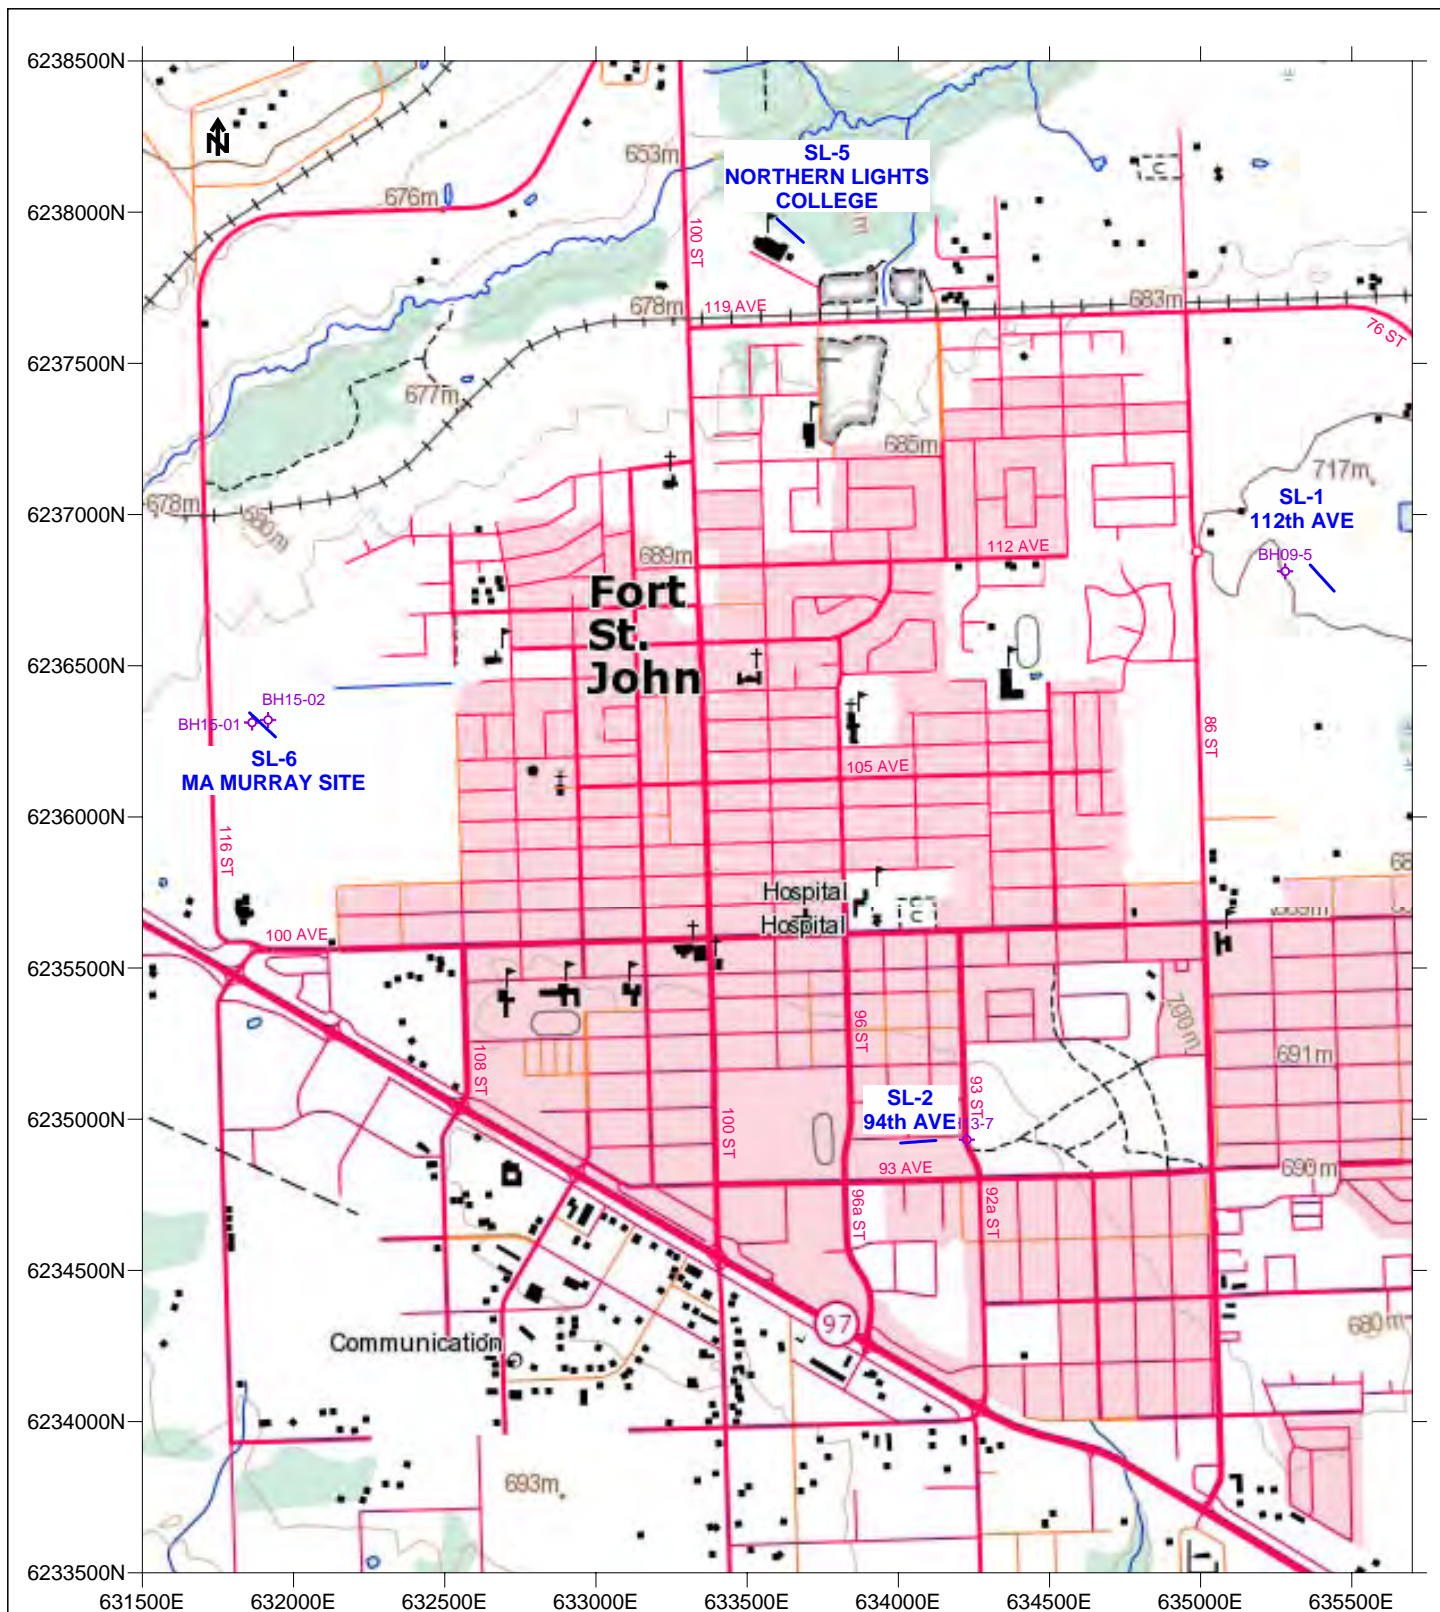 6238500N
N
653m
SL-5
NORTHERN LIGHTS
COLLEGE
676m
6238000N
100 ST
678m
119 AVE
683m
76 ST
6237500N
677m
685m
717m
678m
6237000N
680m
SL-1
112th AVE
689m
112 AVE
BH09-5
Fort
St.
John
6236500N
BH15-02
BH15-01
86 ST
SL-6
MA MURRAY SITE
105 AVE
6236000N
116 ST
Hospital
Hospital
100 AVE
6235500N
700m
96 ST
691m
108 ST
SL-2
94th AVE
93 ST
3-7
6235000N
100 ST
93 AVE
690m
96a ST
92a ST
6234500N
97
680m
Communication
6234000N
693m
6233500N
631500E 632000E 632500E 633000E 633500E 634000E 634500E 635000E 635500E